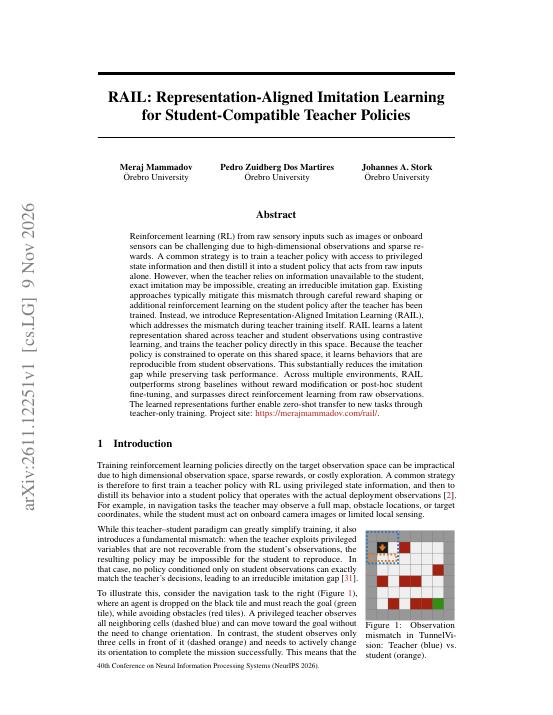 arXiv:2611.12251v1 [cs.LG] 9 Nov 2026
RAIL: Representation-Aligned Imitation Learning
for Student-Compatible Teacher Policies
Meraj Mammadov Pedro Zuidberg Dos Martires Johannes A. Stork
Örebro University Örebro University Örebro University
Abstract
Reinforcement learning (RL) from raw sensory inputs such as images or onboard
sensors can be challenging due to high-dimensional observations and sparse re-
wards. A common strategy is to train a teacher policy with access to privileged
state information and then distill it into a student policy that acts from raw inputs
alone. However, when the teacher relies on information unavailable to the student,
exact imitation may be impossible, creating an irreducible imitation gap. Existing
approaches typically mitigate this mismatch through careful reward shaping or
additional reinforcement learning on the student policy after the teacher has been
trained. Instead, we introduce Representation-Aligned Imitation Learning (RAIL),
which addresses the mismatch during teacher training itself. RAIL learns a latent
representation shared across teacher and student observations using contrastive
learning, and trains the teacher policy directly in this space. Because the teacher
policy is constrained to operate on this shared space, it learns behaviors that are
reproducible from student observations. This substantially reduces the imitation
gap while preserving task performance. Across multiple environments, RAIL
outperforms strong baselines without reward modification or post-hoc student
fine-tuning, and surpasses direct reinforcement learning from raw observations.
The learned representations further enable zero-shot transfer to new tasks through
teacher-only training. Project site: https://merajmammadov.com/rail/.
1 Introduction
Training reinforcement learning policies directly on the target observation space can be impractical
due to high dimensional observation space, sparse rewards, or costly exploration. A common strategy
is therefore to first train a teacher policy with RL using privileged state information, and then to
distill its behavior into a student policy that operates with the actual deployment observations [2].
For example, in navigation tasks the teacher may observe a full map, obstacle locations, or target
coordinates, while the student must act on onboard camera images or limited local sensing.
While this teacher–student paradigm can greatly simplify training, it also
introduces a fundamental mismatch: when the teacher exploits privileged
variables that are not recoverable from the student's observations, the
resulting policy may be impossible for the student to reproduce. In
that case, no policy conditioned only on student observations can exactly
match the teacher's decisions, leading to an irreducible imitation gap [31].
To illustrate this, consider the navigation task to the right (Figure 1),
where an agent is dropped on the black tile and must reach the goal (green
tile), while avoiding obstacles (red tiles). A privileged teacher observes
all neighboring cells (dashed blue) and can move toward the goal without
the need to change orientation. In contrast, the student observes only
three cells in front of it (dashed orange) and needs to actively change
its orientation to complete the mission successfully. This means that the
Figure 1: Observation
mismatch in TunnelVi-
sion: Teacher (blue) vs.
student (orange).
40th Conference on Neural Information Processing Systems (NeurIPS 2026).